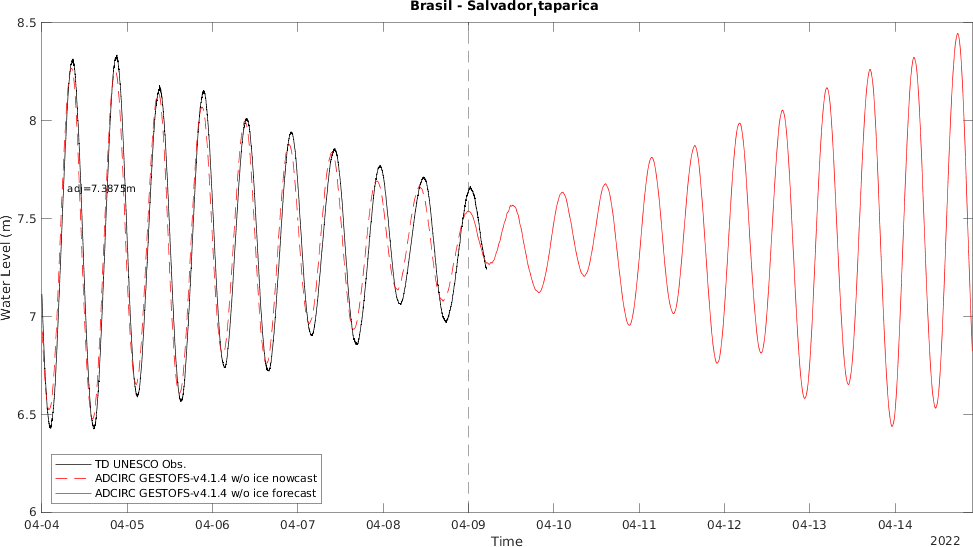 Brasil - Salvador,Itaparica
8.5
8
7.5
7
6.5
6
Water Level (m)
adj=7.3875m
TD UNESCO Obs.
ADCIRC GESTOFS-v4.1.4 w/o ice nowcast
ADCIRC GESTOFS-v4.1.4 w/o ice forecast
04-04 04-05 04-06 04-07 04-08 04-09 04-10 04-11 04-12 04-13 04-14
Time
2022